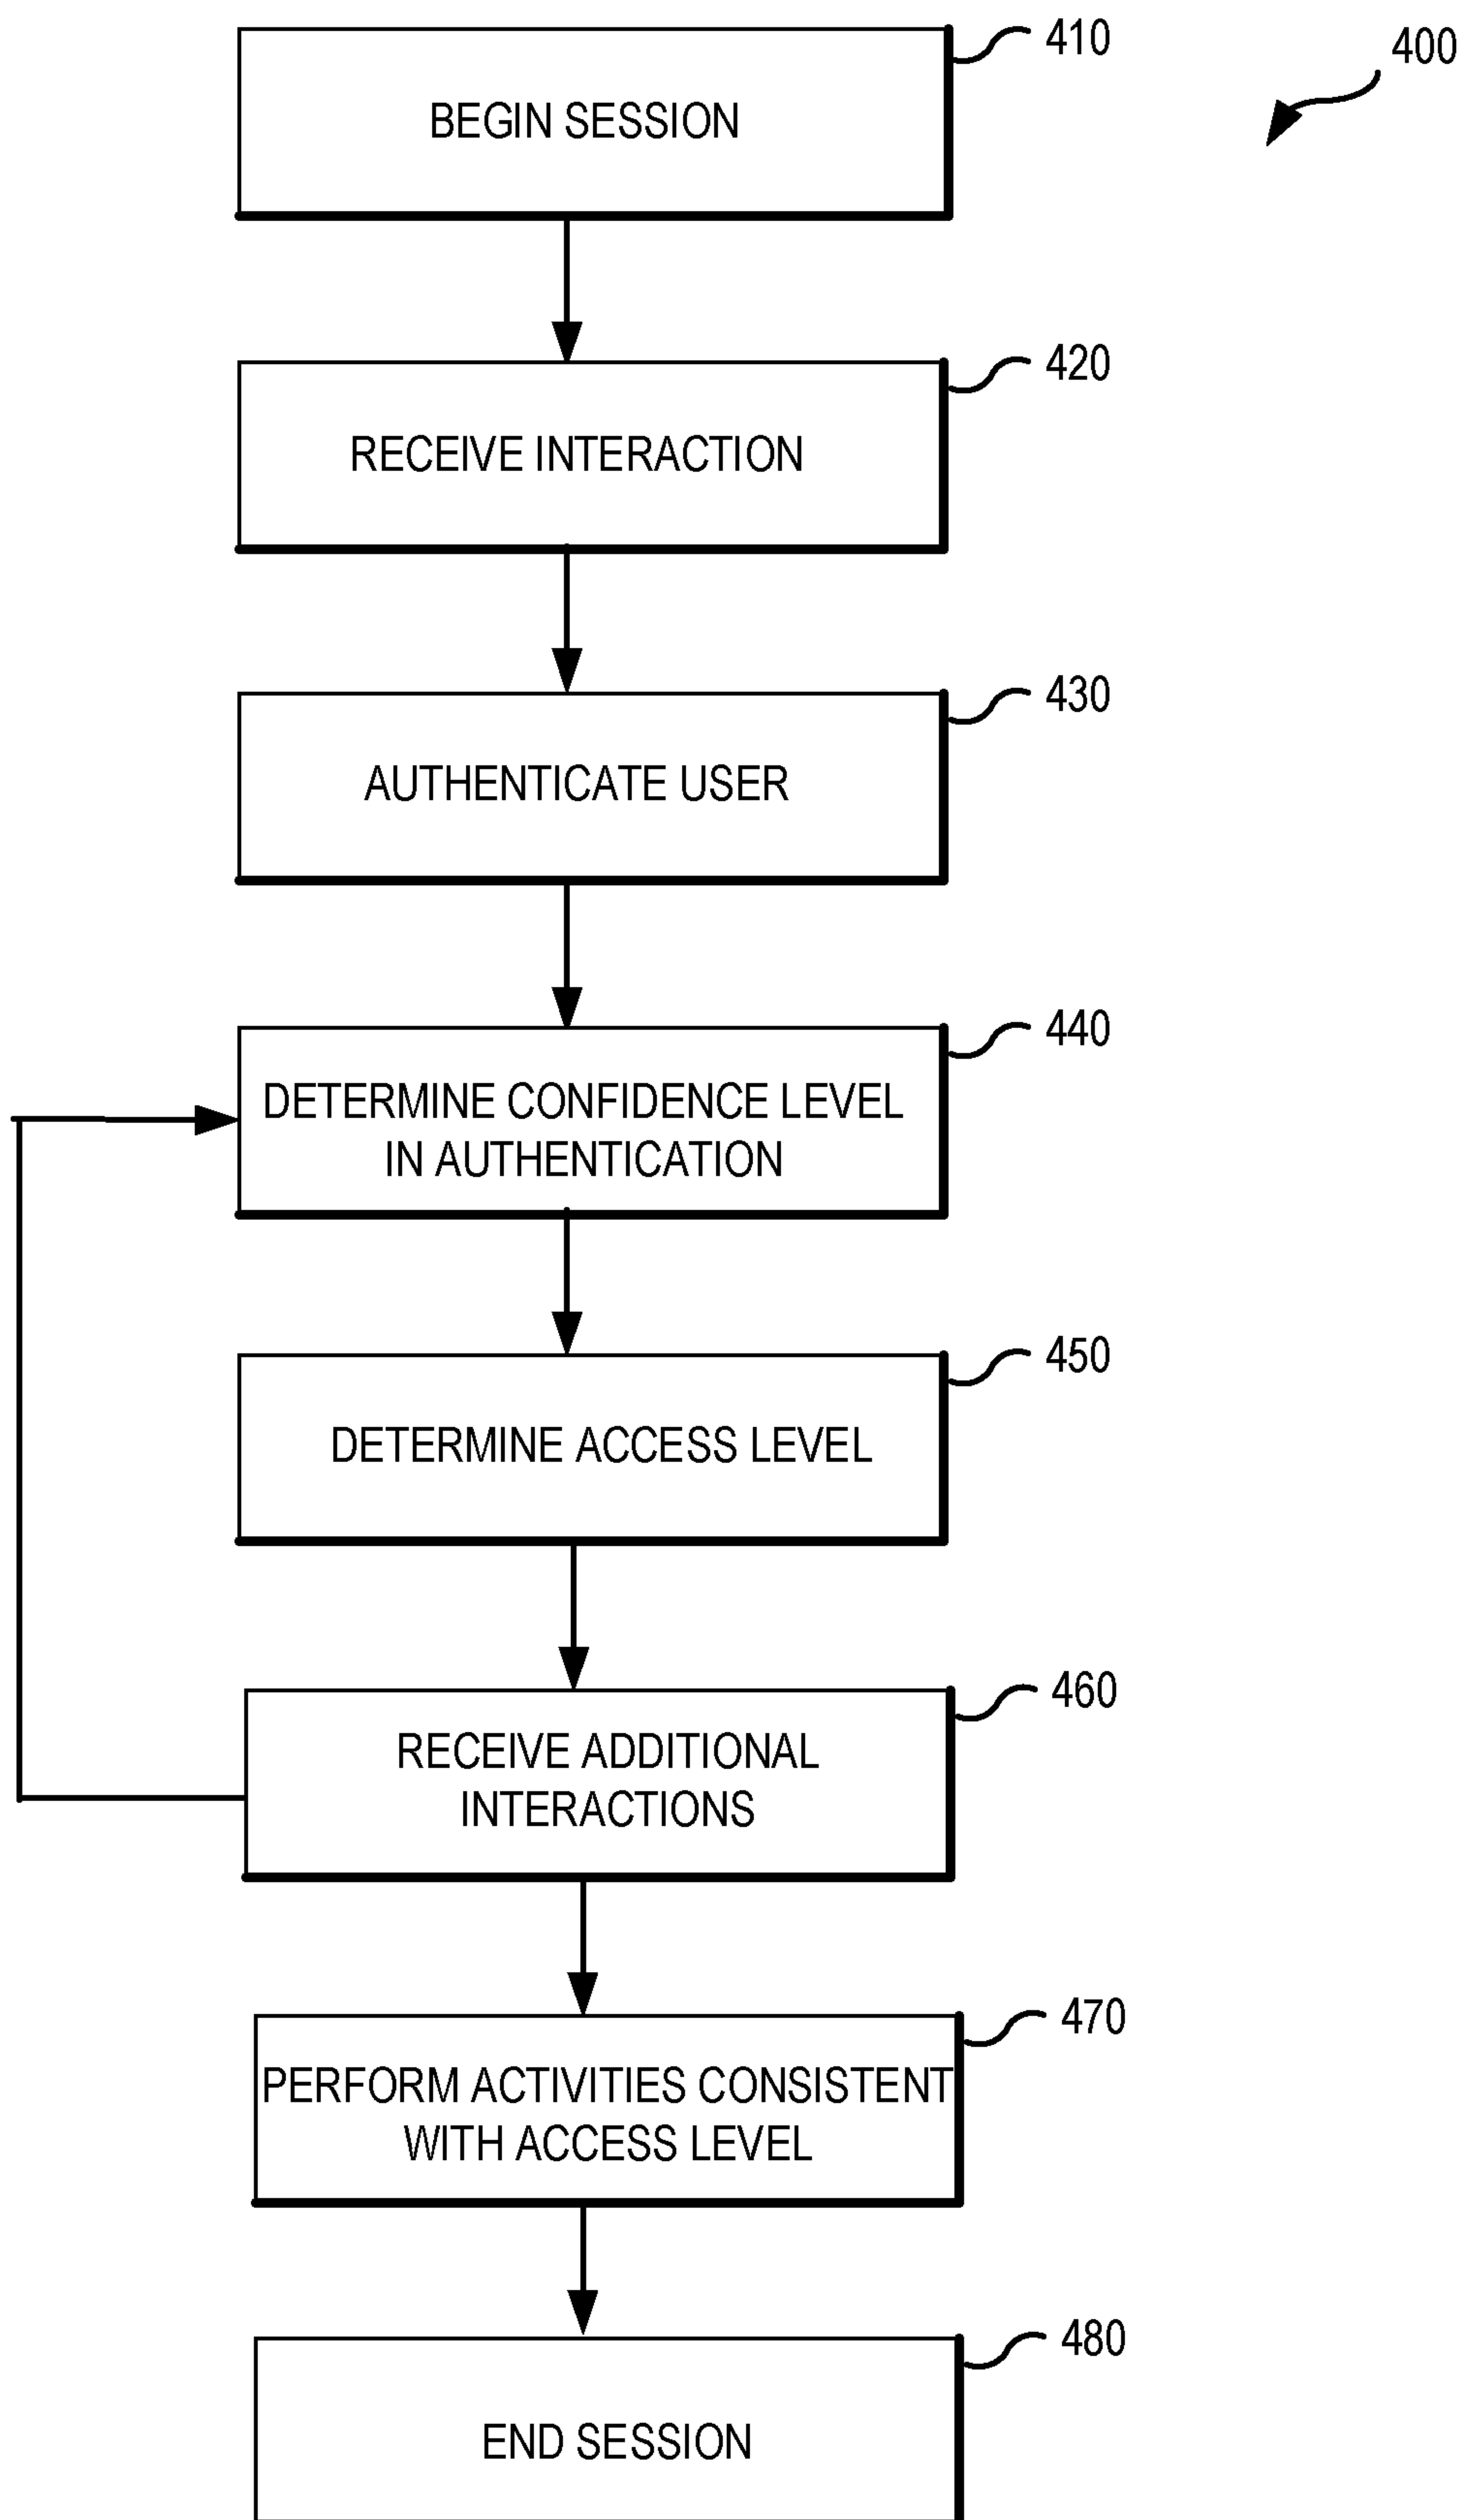 410
400
BEGIN SESSION
420
RECEIVE INTERACTION
430
AUTHENTICATE USER
440
DETERMINE CONFIDENCE LEVEL
IN AUTHENTICATION
450
DETERMINE ACCESS LEVEL
460
RECEIVE ADDITIONAL
INTERACTIONS
470
PERFORM ACTIVITIES CONSISTENT
WITH ACCESS LEVEL
480
END SESSION